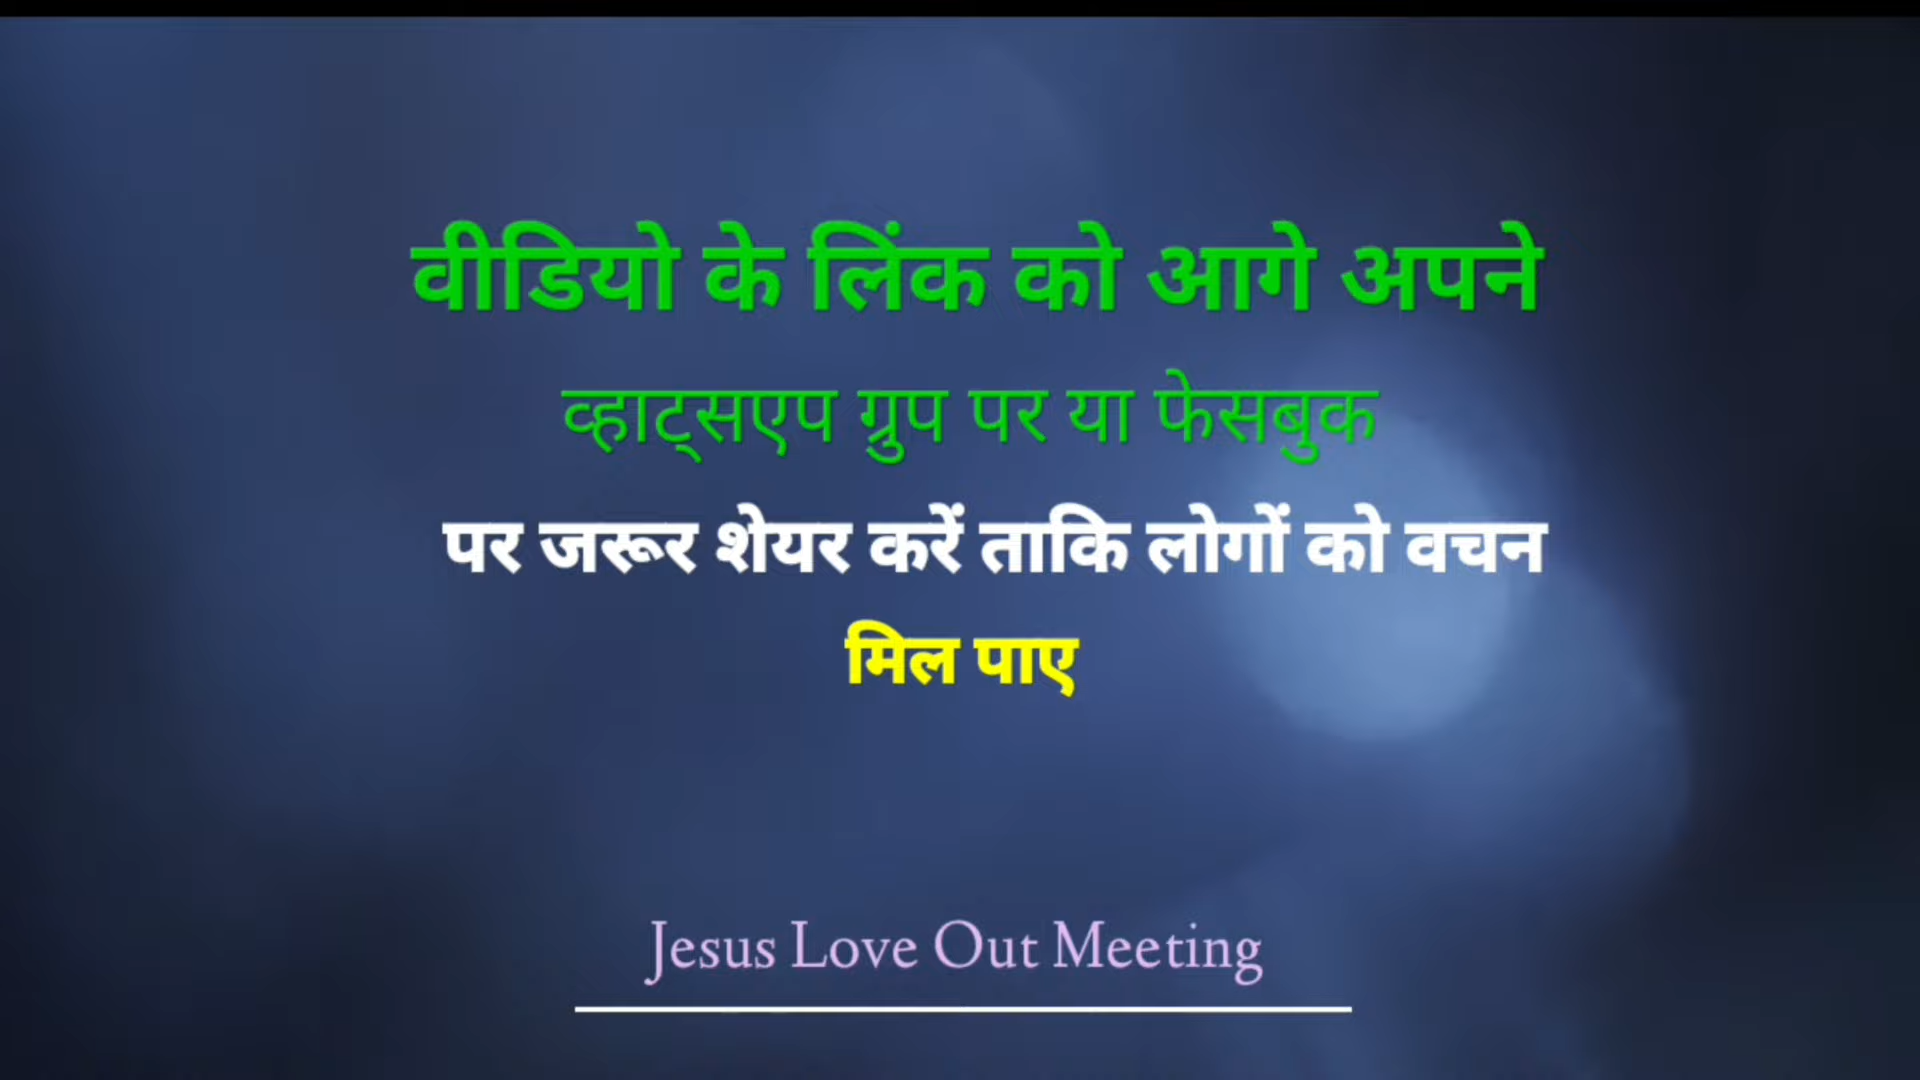 वीडियो के लिंक को आगे अपने
व्हाट्सएप ग्रुप पर या फेसबुक
पर जरूर शेयर करें ताकि लोगों को वचन
मिल पाए
Jesus Love Out Meeting